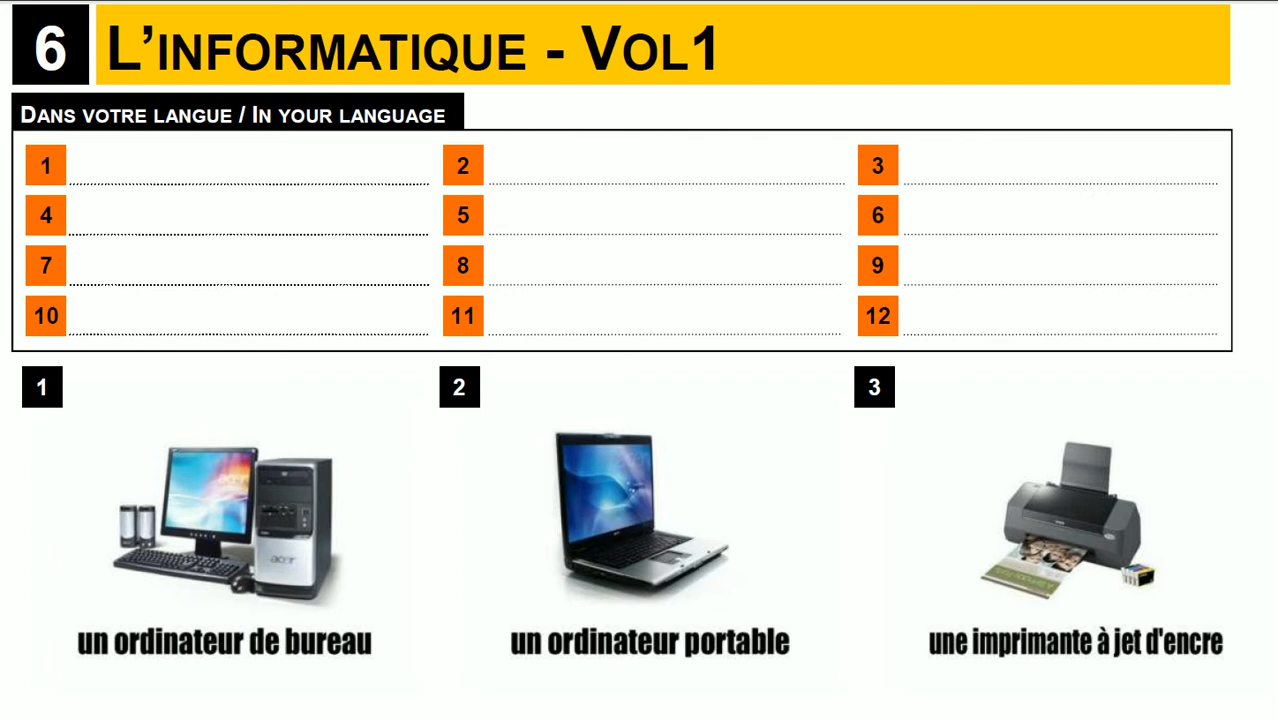 6 L'INFORMATIQUE - VOL1
DANS VOTRE LANGUE / IN YOUR LANGUAGE
1 2 3
4 5 6
7 8 9
10 11 12
1 2 3
acer
un ordinateur de bureau
un ordinateur portable
une imprimante à jet d'encre